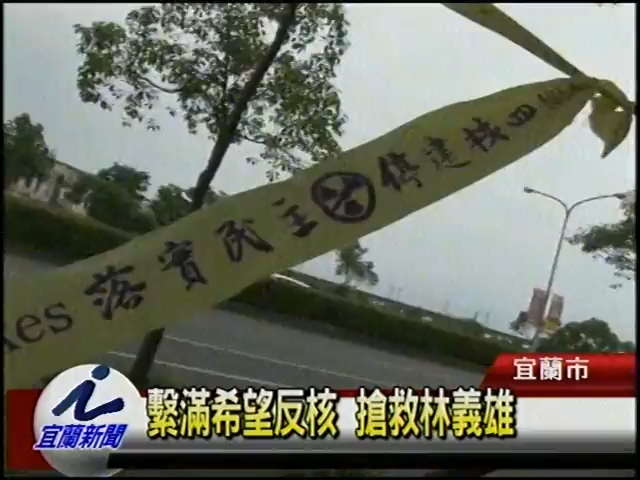 落實民主 停建核四
宜蘭市
繫滿希望反核 搶救林義雄
宜蘭新聞